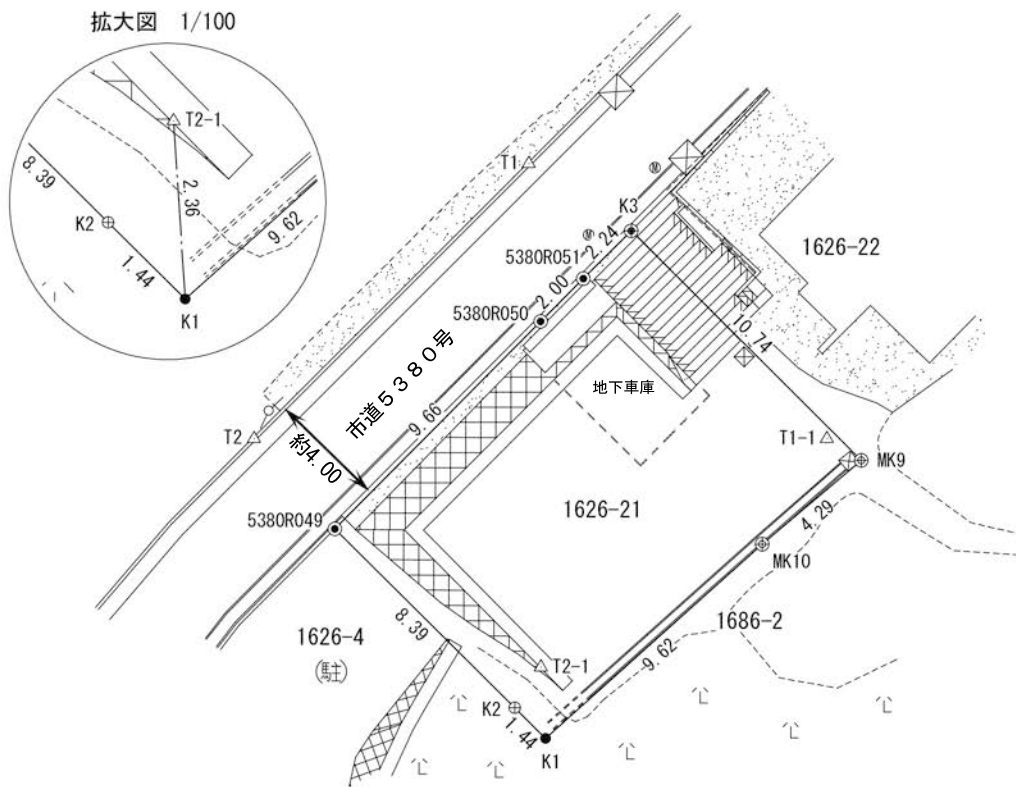 拡大図 1/100
T2-1
8.39
2.36
K2
9.62
1.44
K1
T1
Ⓜ
K3
1626-22
Ⓜ
2.24
5380R051
2.00
5380R050
10.74
市道5380号
地下車庫
9.66
T2
約4.00
T1-1
MK9
1626-21
4.29
5380R049
MK10
8.39
1686-2
1626-4
(駐)
9.62
T2-1
K2
1.44
K1